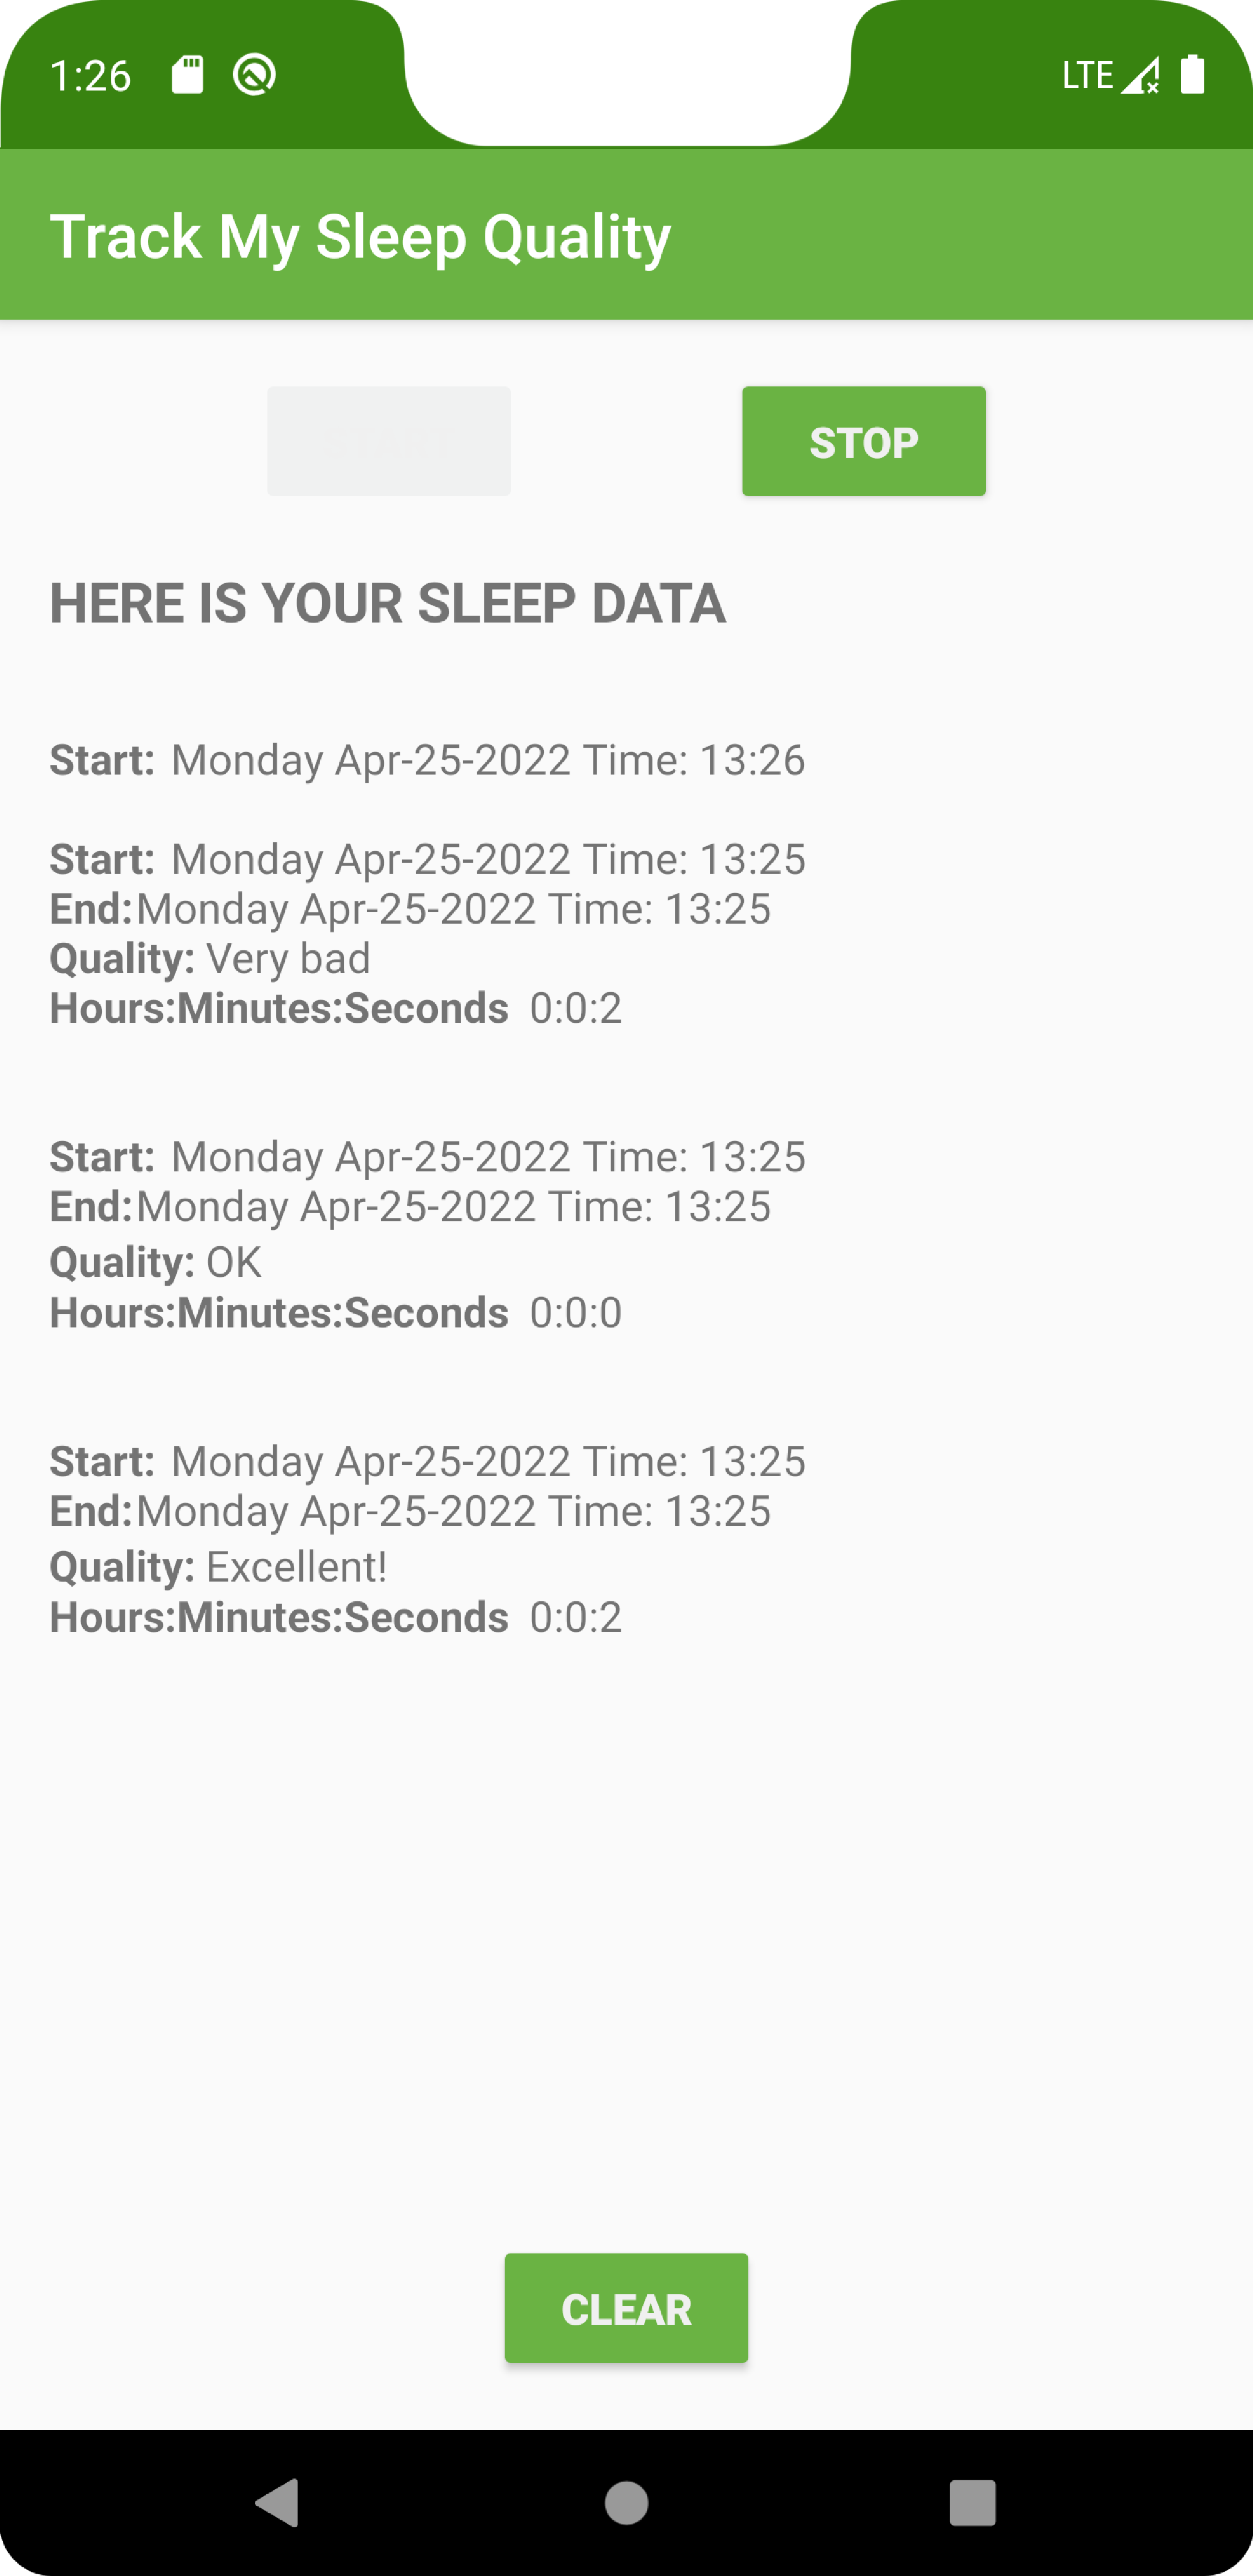 1:26 LTE
Track My Sleep Quality
START STOP
HERE IS YOUR SLEEP DATA
Start: Monday Apr-25-2022 Time: 13:26
Start: Monday Apr-25-2022 Time: 13:25
End:Monday Apr-25-2022 Time: 13:25
Quality: Very bad
Hours:Minutes:Seconds 0:0:2
Start: Monday Apr-25-2022 Time: 13:25
End:Monday Apr-25-2022 Time: 13:25
Quality: OK
Hours:Minutes:Seconds 0:0:0
Start: Monday Apr-25-2022 Time: 13:25
End:Monday Apr-25-2022 Time: 13:25
Quality: Excellent!
Hours:Minutes:Seconds 0:0:2
CLEAR